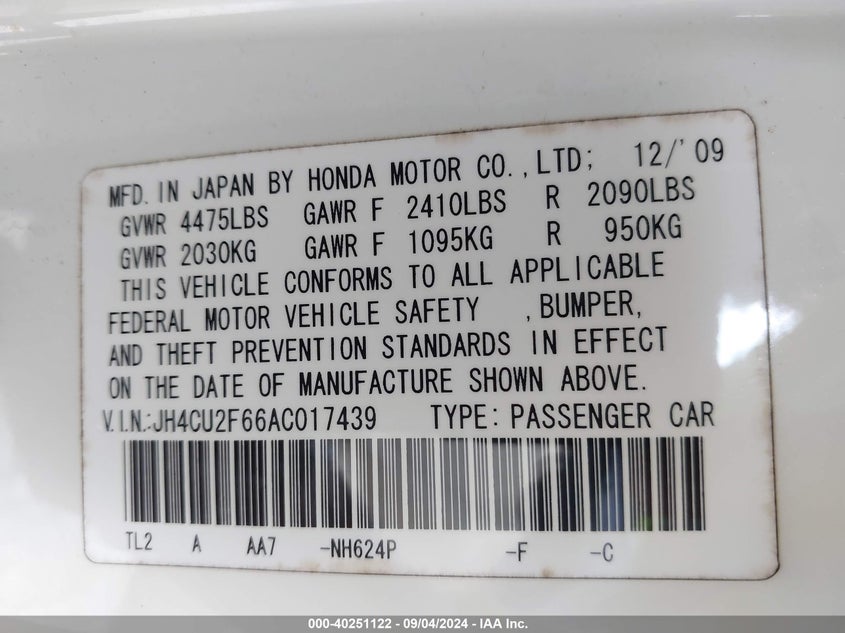 MFD. IN JAPAN BY HONDA MOTOR CO., LTD; 12/'09
GVWR 4475LBS GAWR F 2410LBS R 2090LBS
GVWR 2030KG GAWR F 1095KG R 950KG
THIS VEHICLE CONFORMS TO ALL APPLICABLE
FEDERAL MOTOR VEHICLE SAFETY ,BUMPER,
AND THEFT PREVENTION STANDARDS IN EFFECT
ON THE DATE OF MANUFACTURE SHOWN ABOVE.
V.I.N.:JH4CU2F66AC017439 TYPE: PASSENGER CAR
TL2 A AA7 -NH624P -F -C
000-40251122 - 09/04/2024 - IAA Inc.